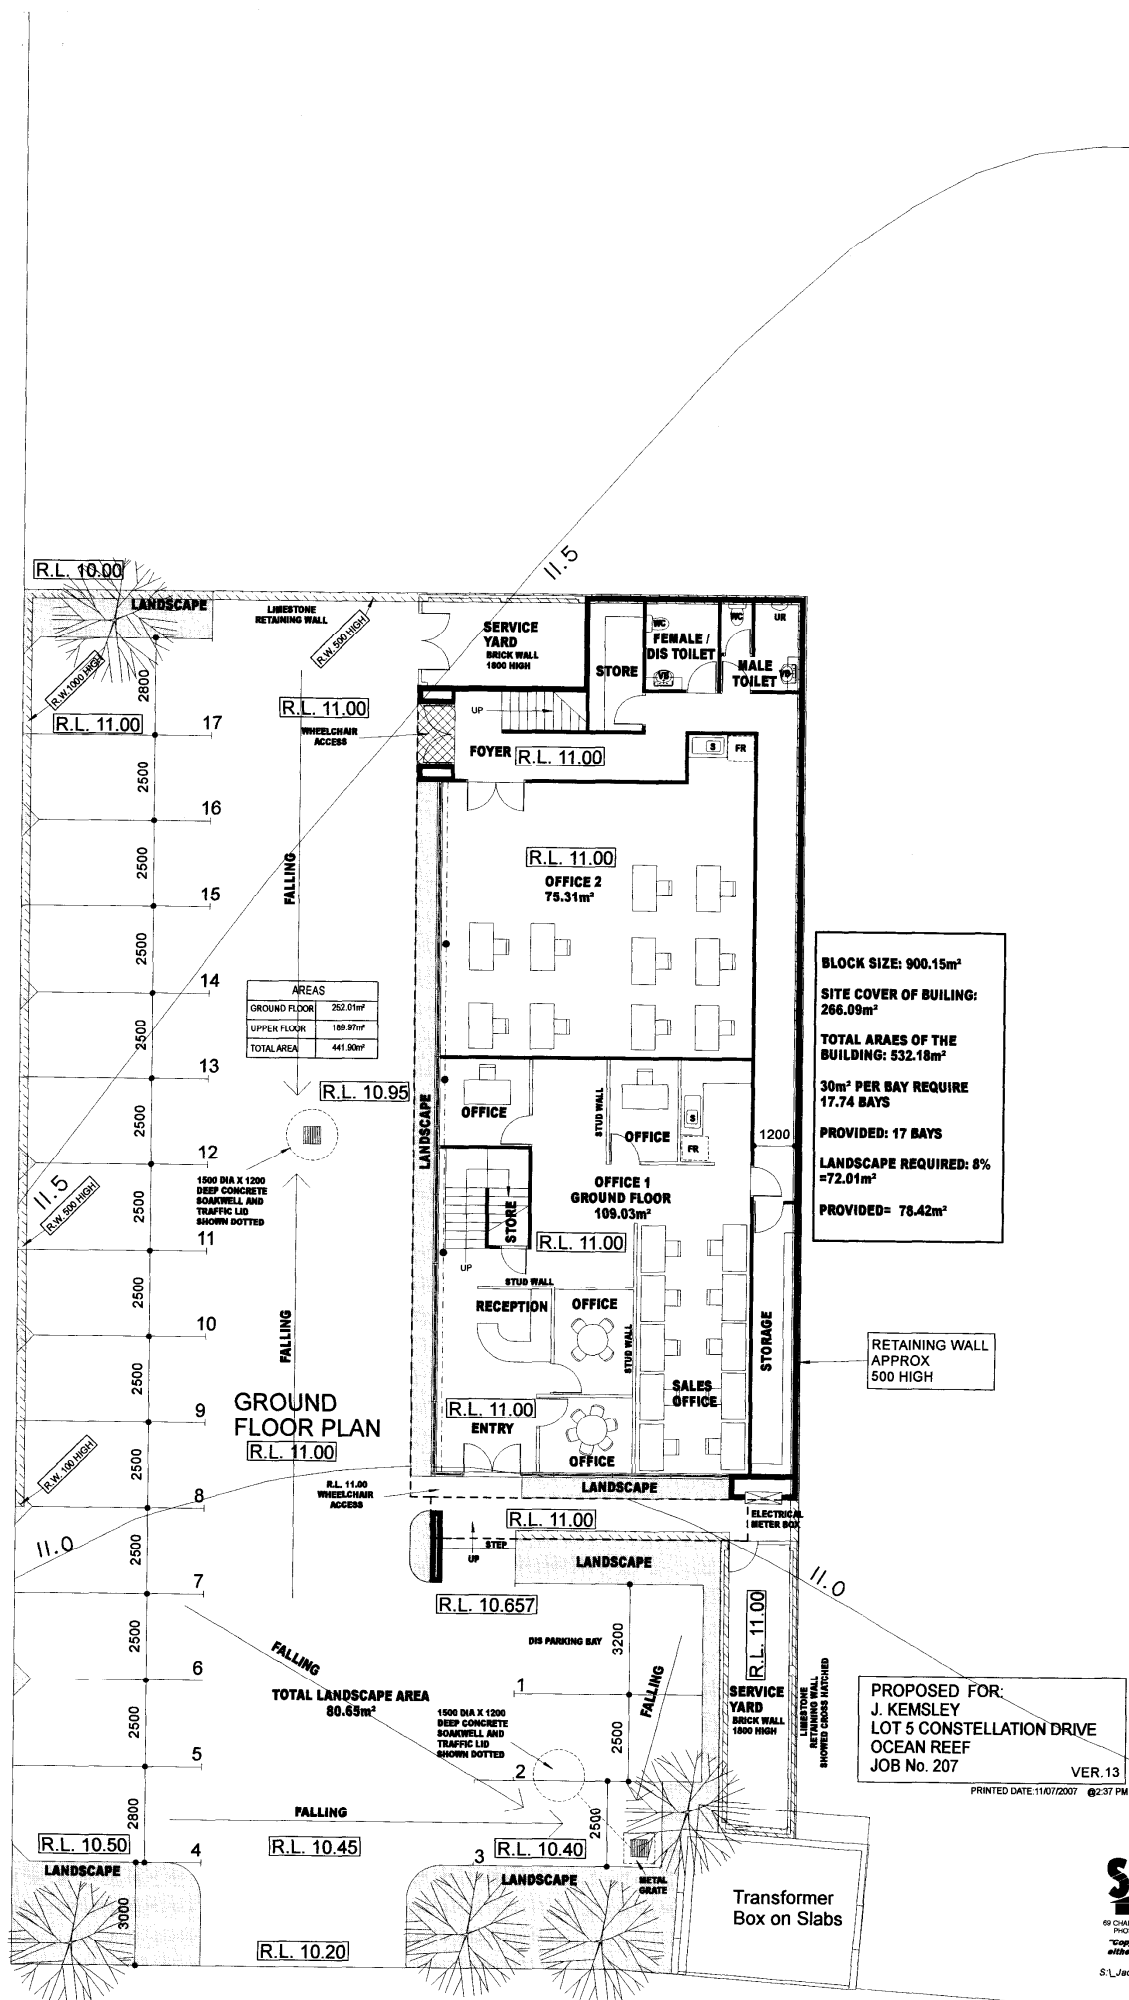 11.5
R.L. 10.00
LANDSCAPE
LIMESTONE
RETAINING WALL
R.W. 500 HIGH
R.W.1000 HIGH
SERVICE
YARD
BRICK WALL
1800 HIGH
STORE
WC
FEMALE /
DIS TOILET
VB
WC
UR
MALE
TOILET
VB
2800
R.L. 11.00
17
R.L. 11.00
WHEELCHAIR
ACCESS
UP
FOYER
R.L. 11.00
S
FR
2500
16
2500
FALLING
R.L. 11.00
OFFICE 2
75.31m²
15
2500
14
2500
AREAS
GROUND FLOOR 252.01m²
UPPER FLOOR 189.97m²
TOTAL AREA 441.90m²
BLOCK SIZE: 900.15m²
SITE COVER OF BUILING:
266.09m²
TOTAL ARAES OF THE
BUILDING: 532.18m²
30m² PER BAY REQUIRE
17.74 BAYS
PROVIDED: 17 BAYS
LANDSCAPE REQUIRED: 8%
=72.01m²
PROVIDED= 78.42m²
13
R.L. 10.95
2500
12
LANDSCAPE
OFFICE
STUD WALL
OFFICE
S
FR
1200
1500 DIA X 1200
DEEP CONCRETE
SOAKWELL AND
TRAFFIC LID
SHOWN DOTTED
11.5
R.W. 500 HIGH
2500
11
OFFICE 1
GROUND FLOOR
109.03m²
STORE
R.L. 11.00
UP
STUD WALL
2500
10
FALLING
RECEPTION
OFFICE
STUD WALL
STORAGE
RETAINING WALL
APPROX
500 HIGH
2500
9
GROUND
FLOOR PLAN
R.L. 11.00
R.L. 11.00
ENTRY
SALES
OFFICE
OFFICE
R.W. 100 HIGH
2500
8
R.L. 11.00
WHEELCHAIR
ACCESS
LANDSCAPE
R.L. 11.00
ELECTRICAL
METER BOX
11.0
2500
7
STEP
UP
LANDSCAPE
11.0
R.L. 10.657
R.L. 11.00
2500
DIS PARKING BAY
3200
FALLING
6
1
FALLING
TOTAL LANDSCAPE AREA
80.65m²
SERVICE
YARD
BRICK WALL
1800 HIGH
LIMESTONE
RETAINING WALL
SHOWED CROSS HATCHED
PROPOSED FOR:
J. KEMSLEY
LOT 5 CONSTELLATION DRIVE
OCEAN REEF
JOB No. 207
VER.13
PRINTED DATE:11/07/2007 @2:37 PM
2500
1500 DIA X 1200
DEEP CONCRETE
SOAKWELL AND
TRAFFIC LID
SHOWN DOTTED
2500
5
2
2800
FALLING
2500
R.L. 10.50
R.L. 10.45
R.L. 10.40
4
3
LANDSCAPE
LANDSCAPE
METAL
GRATE
3000
R.L. 10.20
Transformer
Box on Slabs